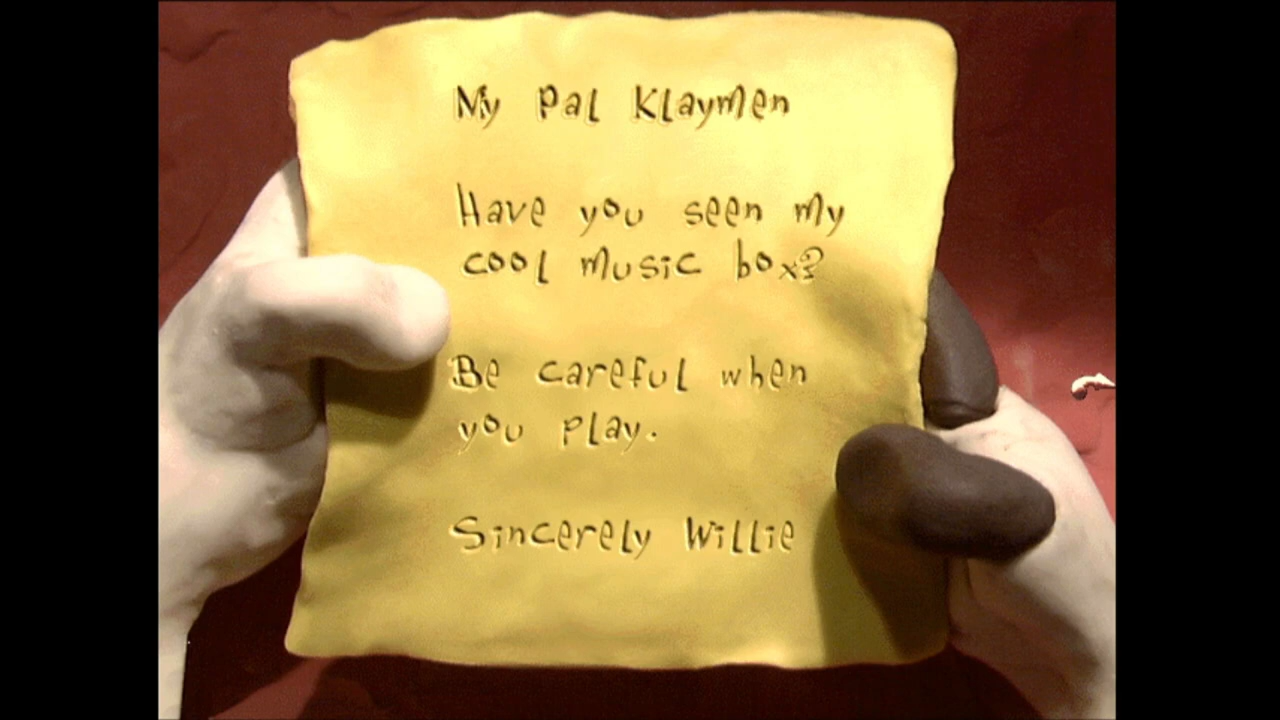 My Pal Klaymen
Have you seen my
cool music box?
Be careful when
you play.
Sincerely Willie